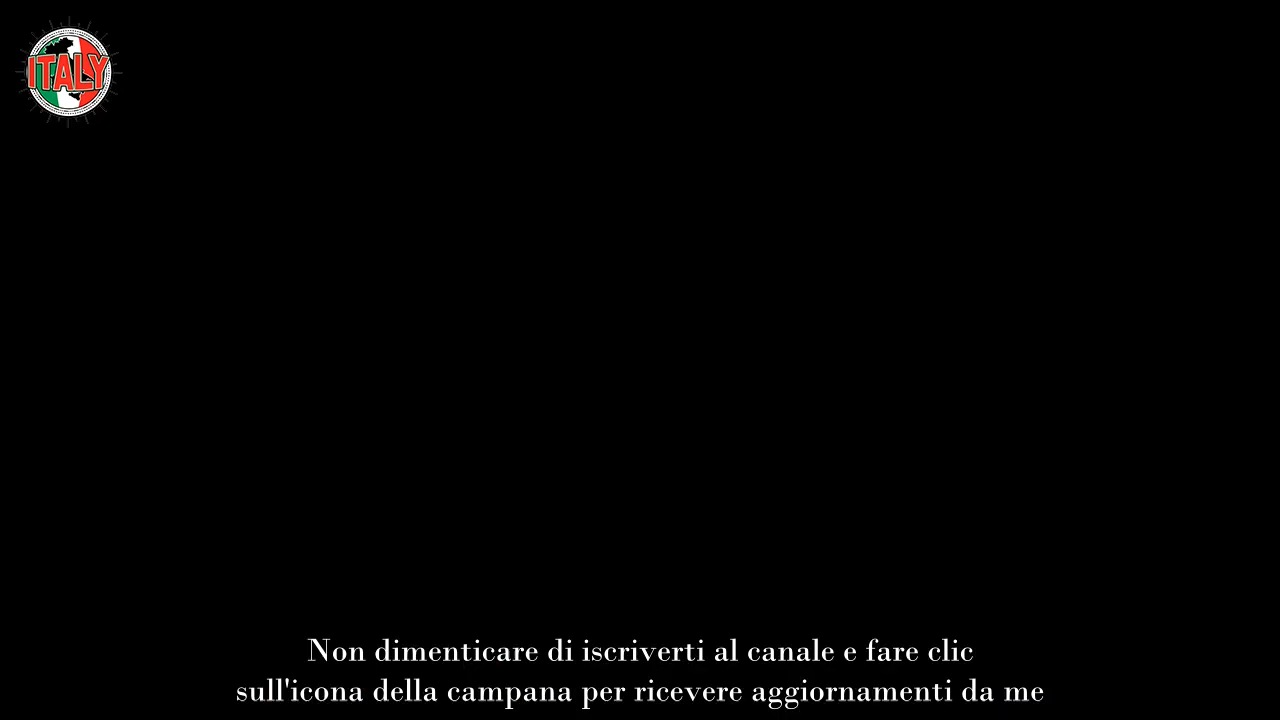 ITALY
Non dimenticare di iscriverti al canale e fare clic
sull'icona della campana per ricevere aggiornamenti da me